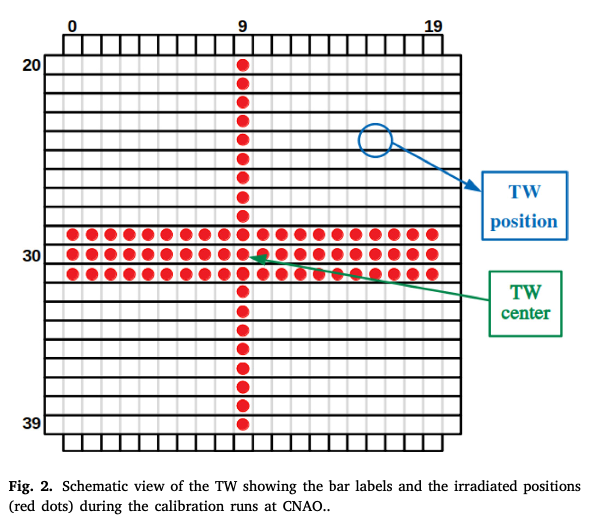 0 9 19
20
TW
position
30
TW
center
39
Fig. 2. Schematic view of the TW showing the bar labels and the irradiated positions
(red dots) during the calibration runs at CNAO..